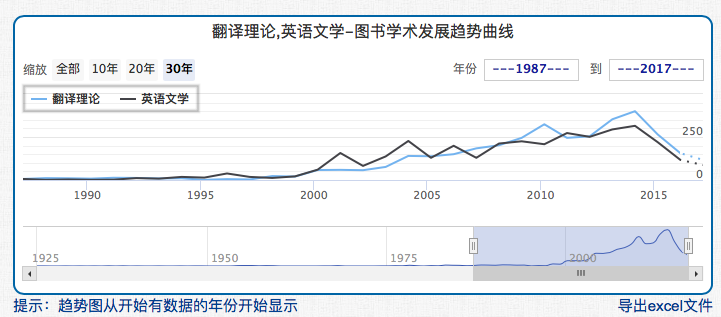 翻译理论,英语文学-图书学术发展趋势曲线
缩放 全部 10年 20年 30年 年份 ---1987--- 到 ---2017---
翻译理论 英语文学
250
0
1990 1995 2000 2005 2010 2015
1925 1950 1975 2000
提示：趋势图从开始有数据的年份开始显示 导出excel文件